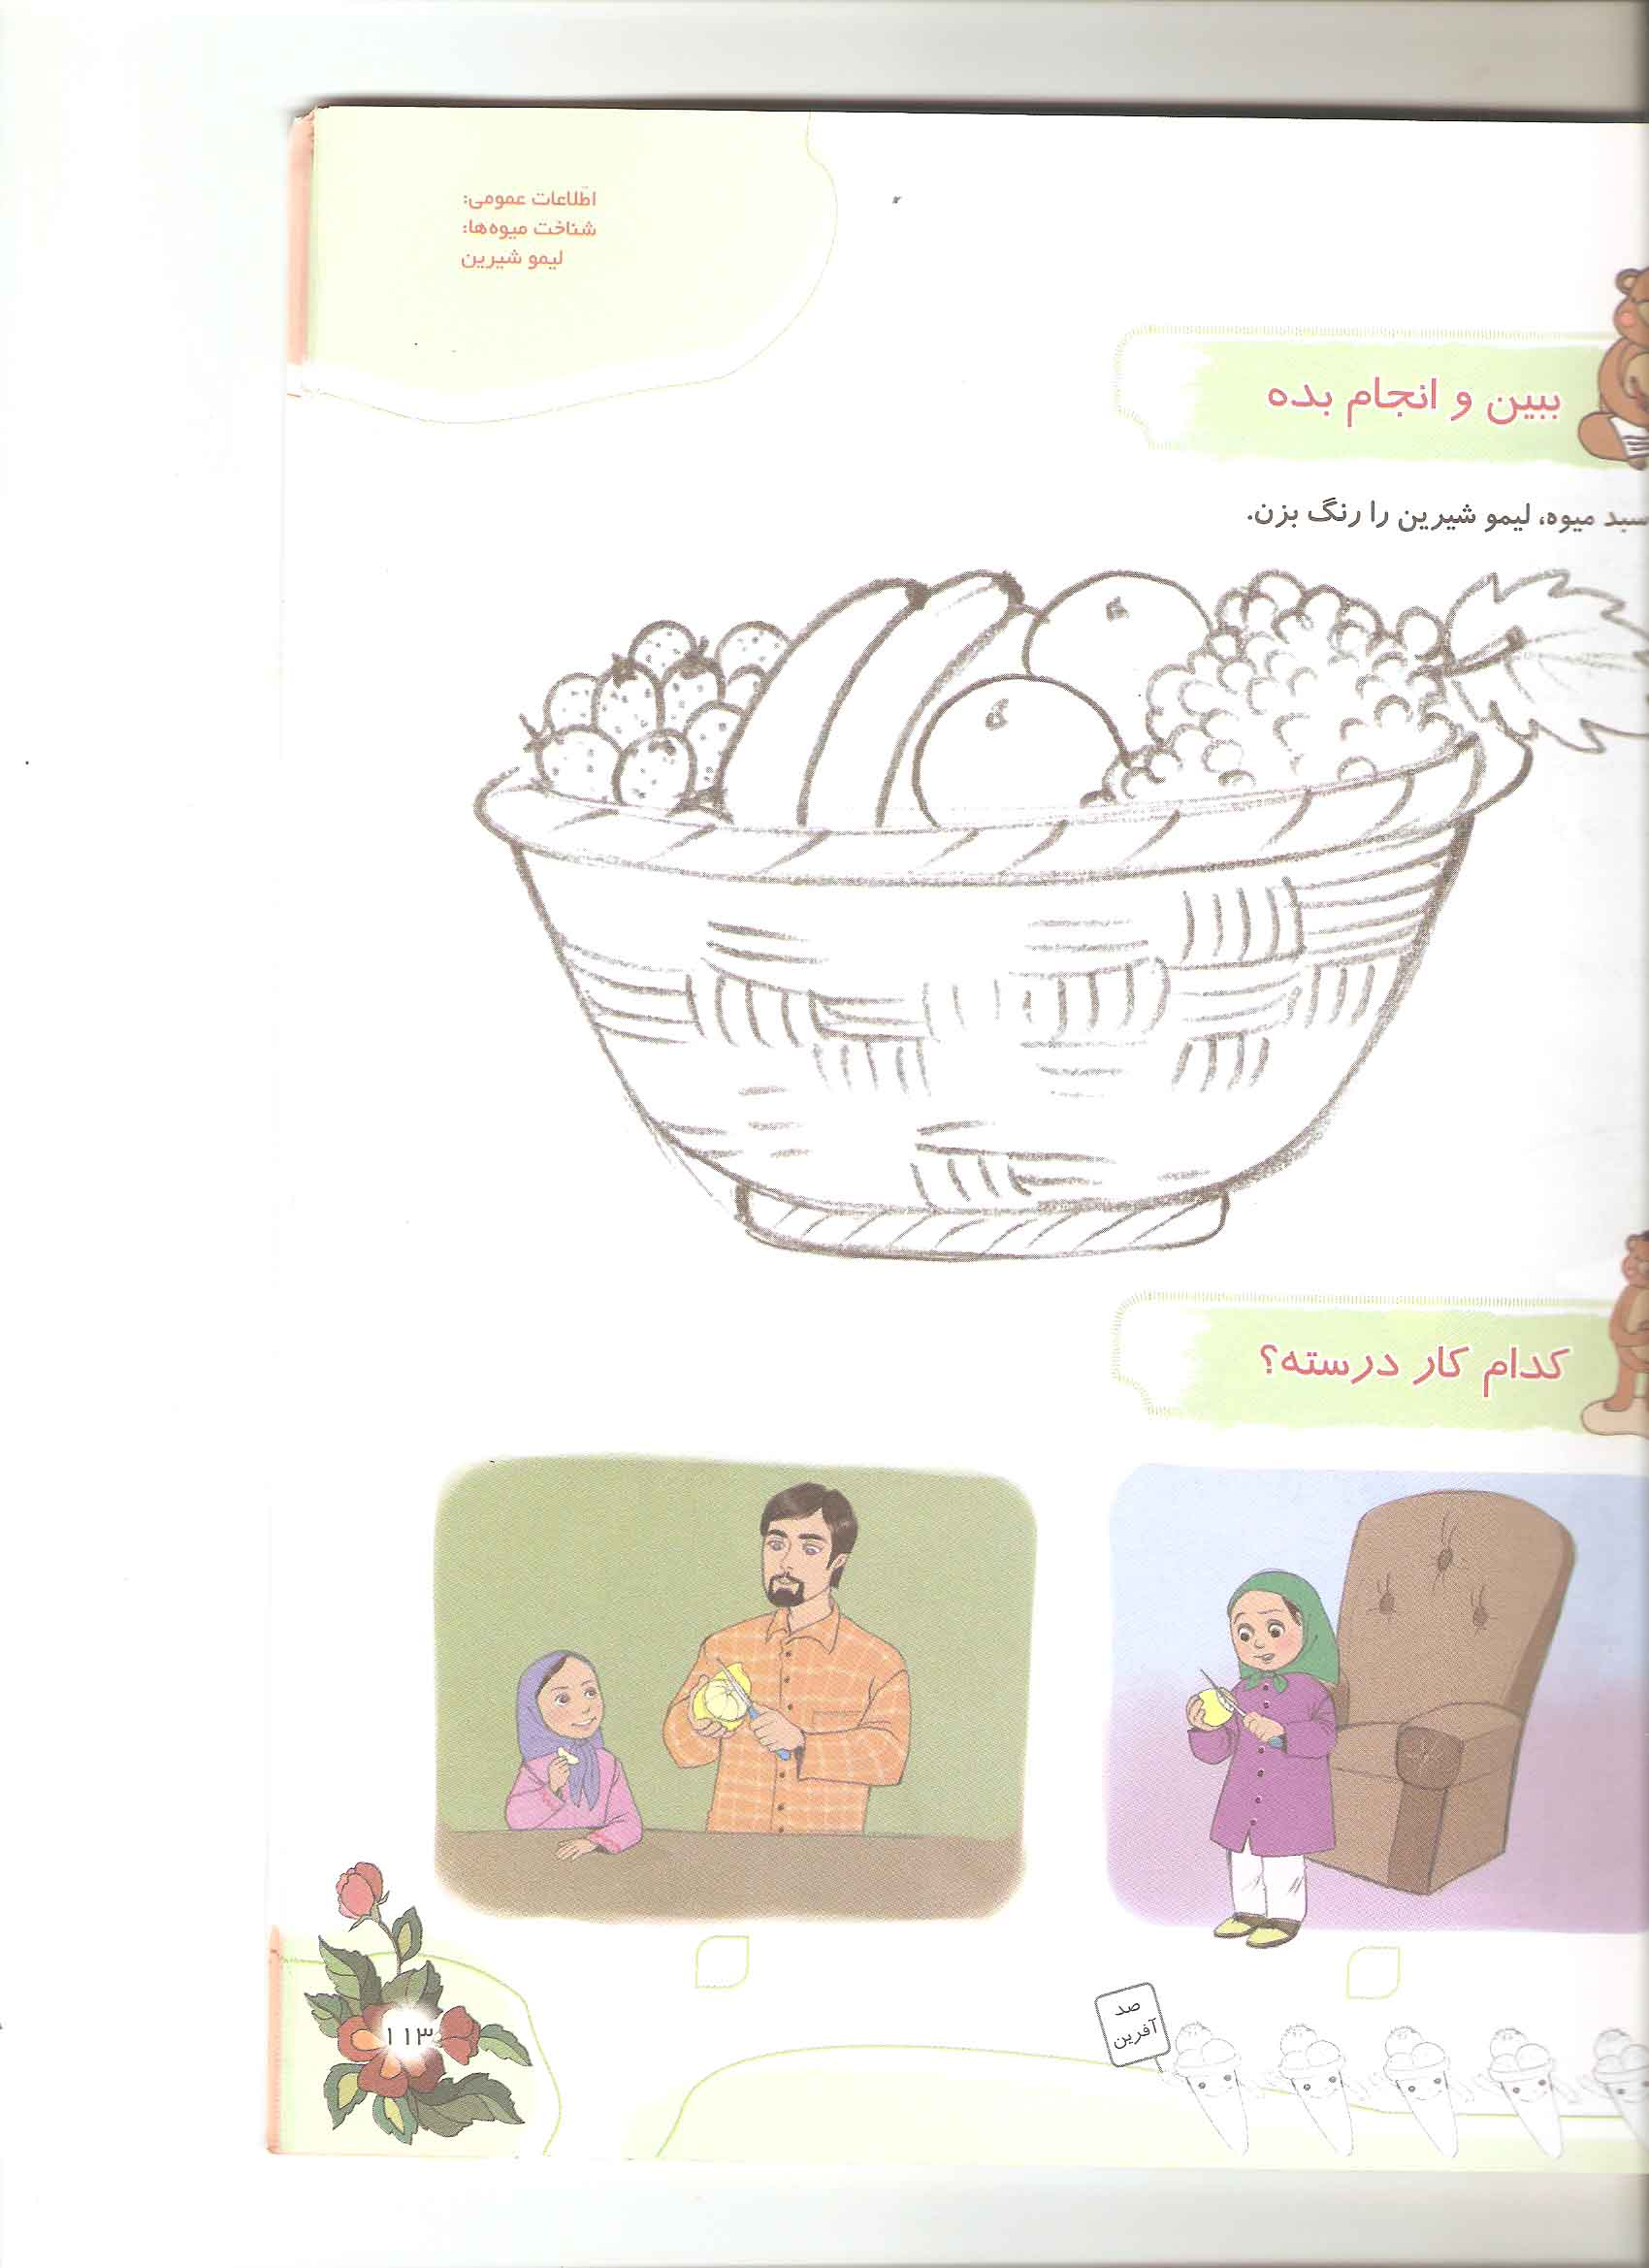 اطّلاعات عمومی:
شناخت میوه‌ها:
لیمو شیرین
ببین و انجام بده
سبد میوه، لیمو شیرین را رنگ بزن.
کدام کار درسته؟
صد
آفرین
۱۱۳